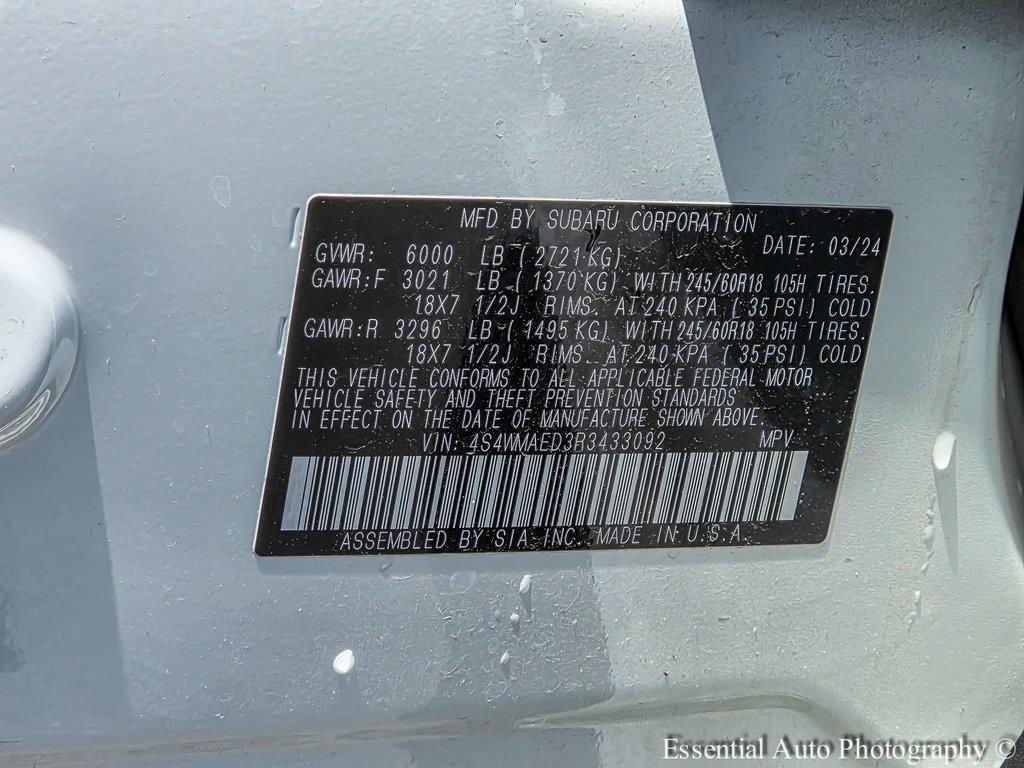 MFD BY SUBARU CORPORATION
DATE: 03/24
GVWR: 6000 LB ( 2721 KG)
GAWR:F 3021 LB ( 1370 KG) WITH 245/60R18 105H TIRES.
18X7 1/2J RIMS. AT 240 KPA ( 35 PSI) COLD
GAWR:R 3296 LB ( 1495 KG) WITH 245/60R18 105H TIRES.
18X7 1/2J RIMS. AT 240 KPA ( 35 PSI) COLD
THIS VEHICLE CONFORMS TO ALL APPLICABLE FEDERAL MOTOR
VEHICLE SAFETY AND THEFT PREVENTION STANDARDS
IN EFFECT ON THE DATE OF MANUFACTURE SHOWN ABOVE.
VIN: 4S4WMAED3R3433092 MPV
ASSEMBLED BY SIA, INC. MADE IN U.S.A.
Essential Auto Photography ©